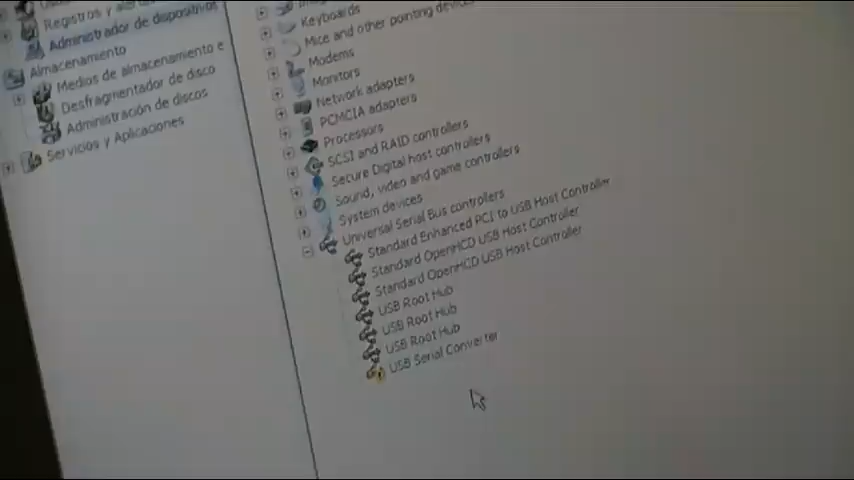 Registros y
Administrador de dispositivos
Almacenamiento
Medios de almacenamiento e
Desfragmentador de disco
Administración de discos
Servicios y Aplicaciones
Keyboards
Mice and other pointing device
Modems
Monitors
Network adapters
PCMCIA adapters
Processors
SCSI and RAID controllers
Secure Digital host controllers
Sound, video and game controllers
System devices
Universal Serial Bus controllers
Standard Enhanced PCI to USB Host Controller
Standard OpenHCD USB Host Controller
Standard OpenHCD USB Host Controller
USB Root Hub
USB Root Hub
USB Root Hub
USB Serial Converter